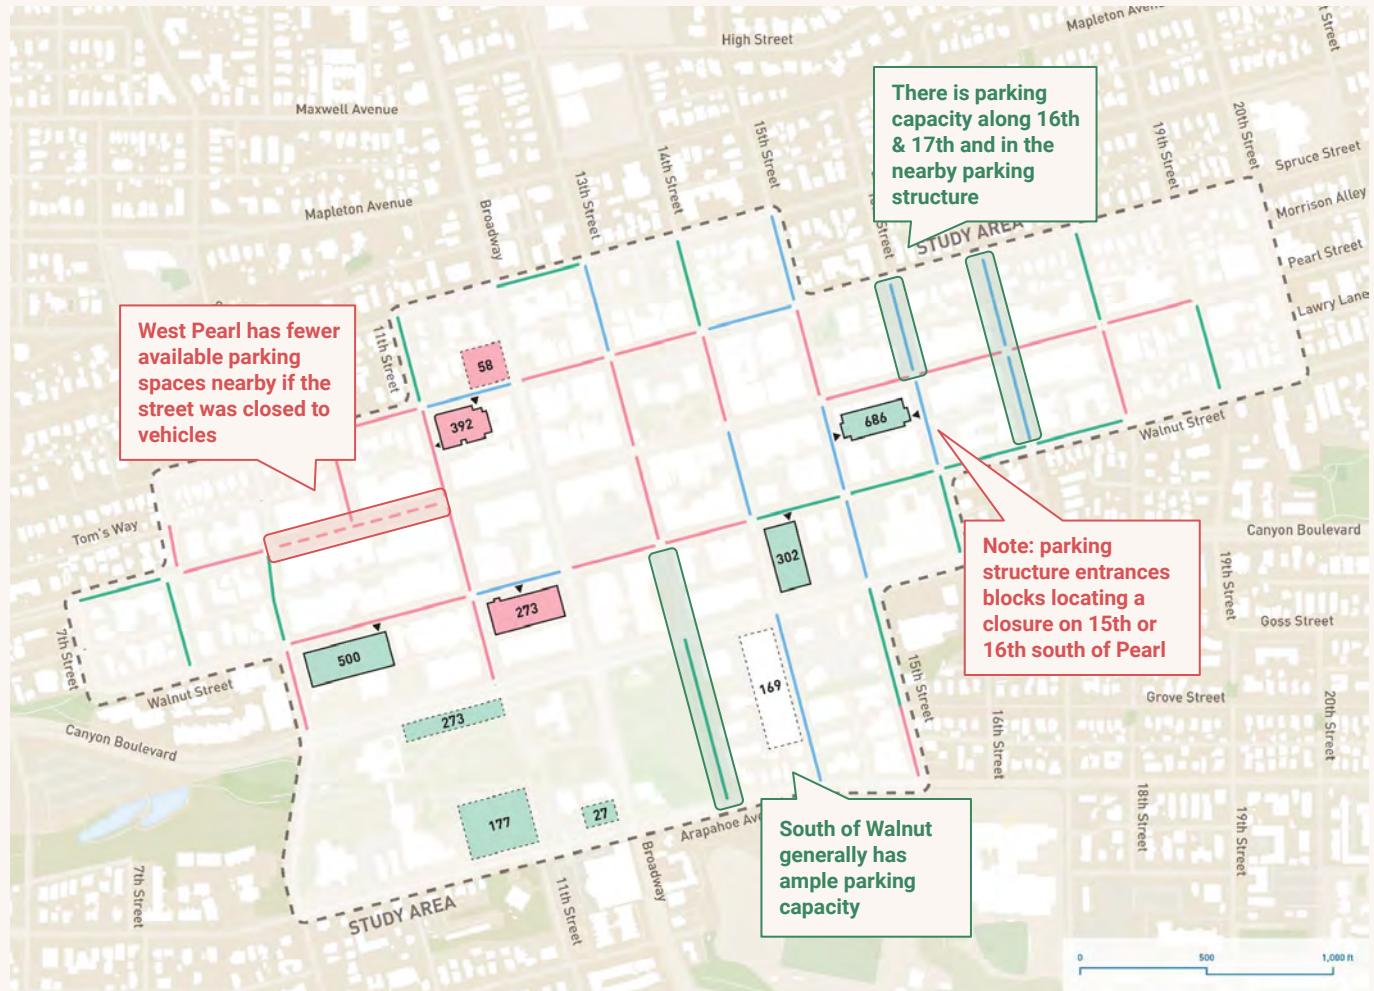 Mapleton Aven
High Street
Street
Maxwell Avenue
There is parking
capacity along 16th
& 17th and in the
nearby parking
structure
20th Street
19th Street
15th Street
14th Street
13th Street
Spruce Street
Morrison Alley
Mapleton Avenue
Broadway
Street
STUDY AREA
Pearl Street
Lawry Lane
West Pearl has fewer
available parking
spaces nearby if the
street was closed to
vehicles
11th Street
58
392
686
Walnut Street
Tom's Way
302
Canyon Boulevard
Note: parking
structure entrances
blocks locating a
closure on 15th or
16th south of Pearl
19th Street
273
Goss Street
7th Street
500
Walnut Street
169
15th Street
Grove Street
16th Street
20th Street
273
Canyon Boulevard
177
27
Arapahoe Ave
South of Walnut
generally has
ample parking
capacity
18th Street
19th Street
Broadway
7th Street
11th Street
STUDY AREA
0
500
1,000 ft